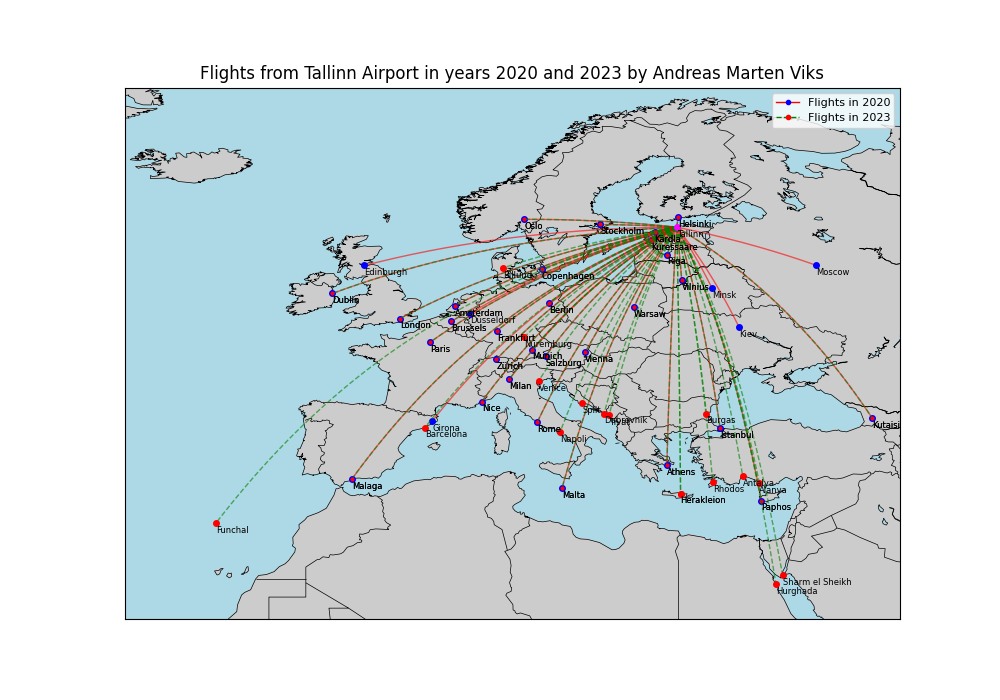 Flights from Tallinn Airport in years 2020 and 2023 by Andreas Marten Viks
Flights in 2020
Flights in 2023
Helsinki
Oslo
Stockholm
Tallinn
Kärdla
Kuressaare
Riga
Edinburgh
Billund
Copenhagen
Moscow
Vilnius
Minsk
Dublin
London
Amsterdam
Dusseldorf
Brussels
Berlin
Warsaw
Kiev
Frankfurt
Nuremburg
Paris
Munich
Salzburg
Vienna
Zurich
Milan
Venice
Nice
Split
Dubrovnik
Tivat
Burgas
Kutaisi
Girona
Barcelona
Rome
Napoli
Istanbul
Malaga
Malta
Athens
Herakleion
Rhodos
Antalya
Alanya
Paphos
Funchal
Sharm el Sheikh
Hurghada